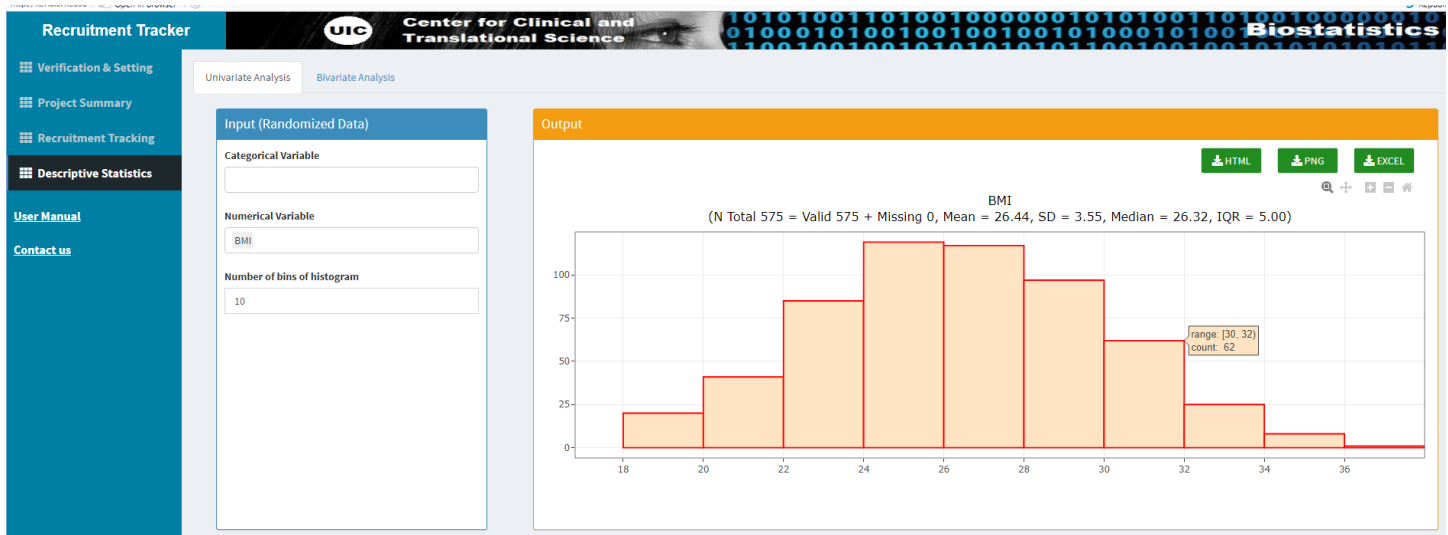 Open in Browser
Recruitment Tracker
UIC
Center for Clinical and
Translational Science
Biostatistics
Verification & Setting
Project Summary
Recruitment Tracking
Descriptive Statistics
User Manual
Contact us
Univariate Analysis
Bivariate Analysis
Input (Randomized Data)
Categorical Variable
Numerical Variable
BMI
Number of bins of histogram
10
Output
HTML
PNG
EXCEL
BMI
(N Total 575 = Valid 575 + Missing 0, Mean = 26.44, SD = 3.55, Median = 26.32, IQR = 5.00)
100
75
50
25
0
range: [30, 32)
count: 62
18 20 22 24 26 28 30 32 34 36